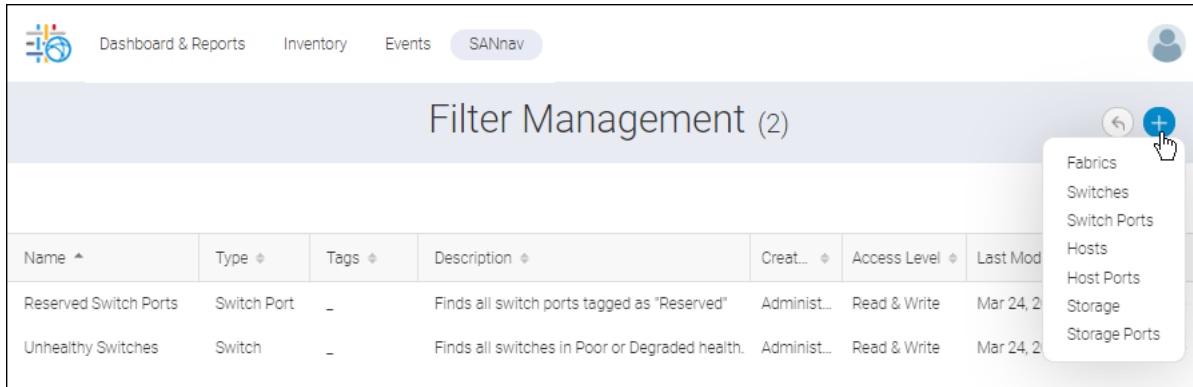 Dashboard & Reports Inventory Events SANnav
Filter Management (2)
Fabrics
Switches
Switch Ports
Hosts
Host Ports
Storage
Storage Ports
Name Type Tags Description Creat... Access Level Last Mod
Reserved Switch Ports Switch Port _ Finds all switch ports tagged as "Reserved" Administ... Read & Write Mar 24, 2
Unhealthy Switches Switch _ Finds all switches in Poor or Degraded health. Administ... Read & Write Mar 24, 2